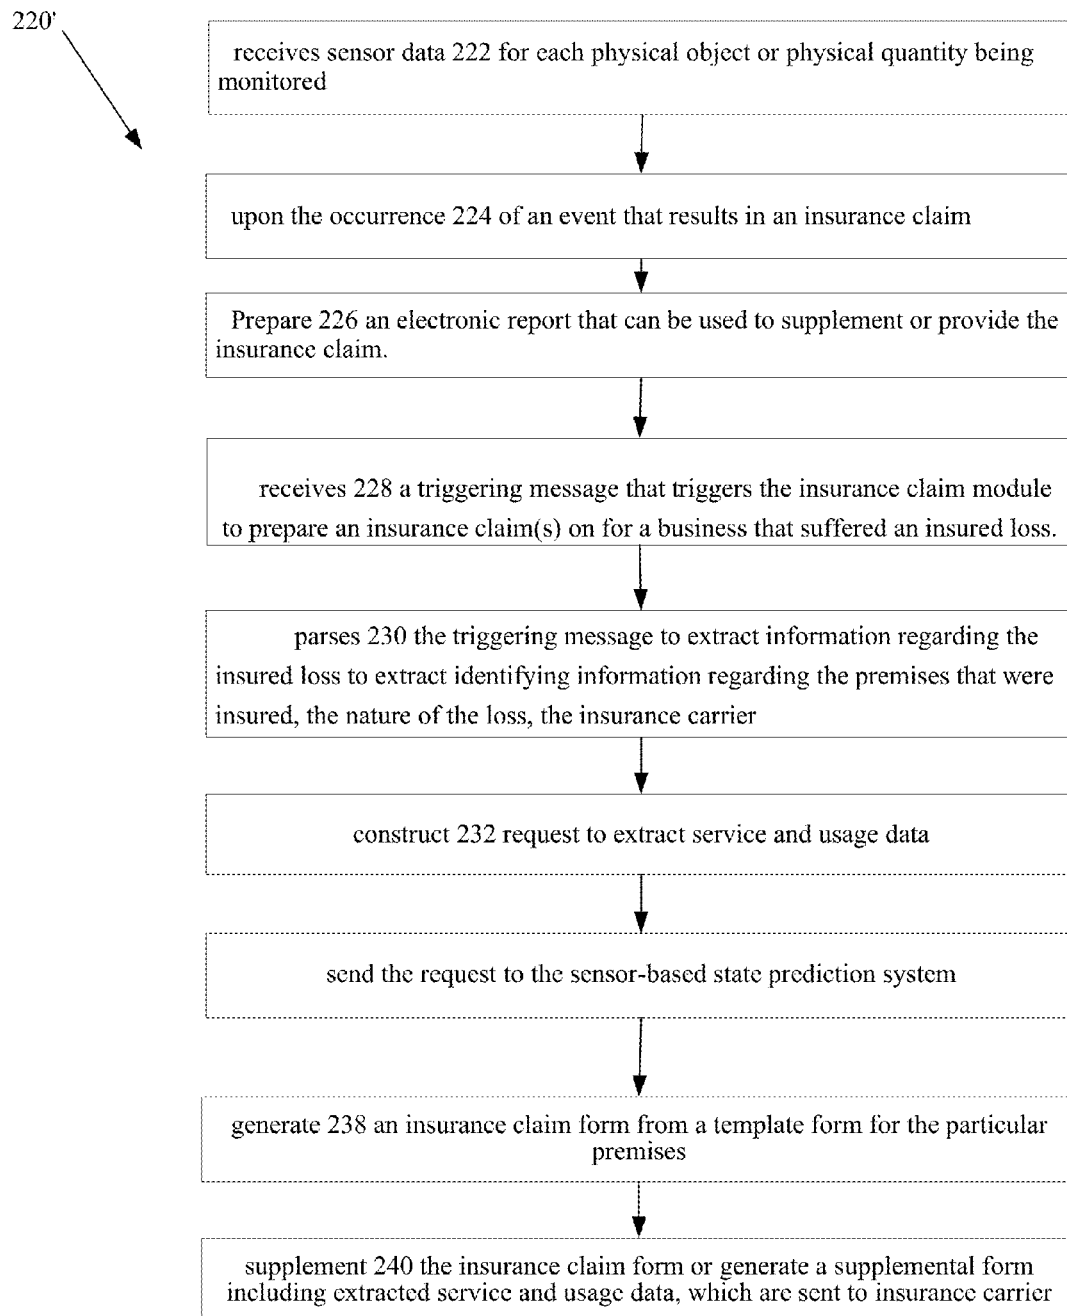 220'
receives sensor data 222 for each physical object or physical quantity being
monitored
upon the occurrence 224 of an event that results in an insurance claim
Prepare 226 an electronic report that can be used to supplement or provide the
insurance claim.
receives 228 a triggering message that triggers the insurance claim module
to prepare an insurance claim(s) on for a business that suffered an insured loss.
parses 230 the triggering message to extract information regarding the
insured loss to extract identifying information regarding the premises that were
insured, the nature of the loss, the insurance carrier
construct 232 request to extract service and usage data
send the request to the sensor-based state prediction system
generate 238 an insurance claim form from a template form for the particular
premises
supplement 240 the insurance claim form or generate a supplemental form
including extracted service and usage data, which are sent to insurance carrier